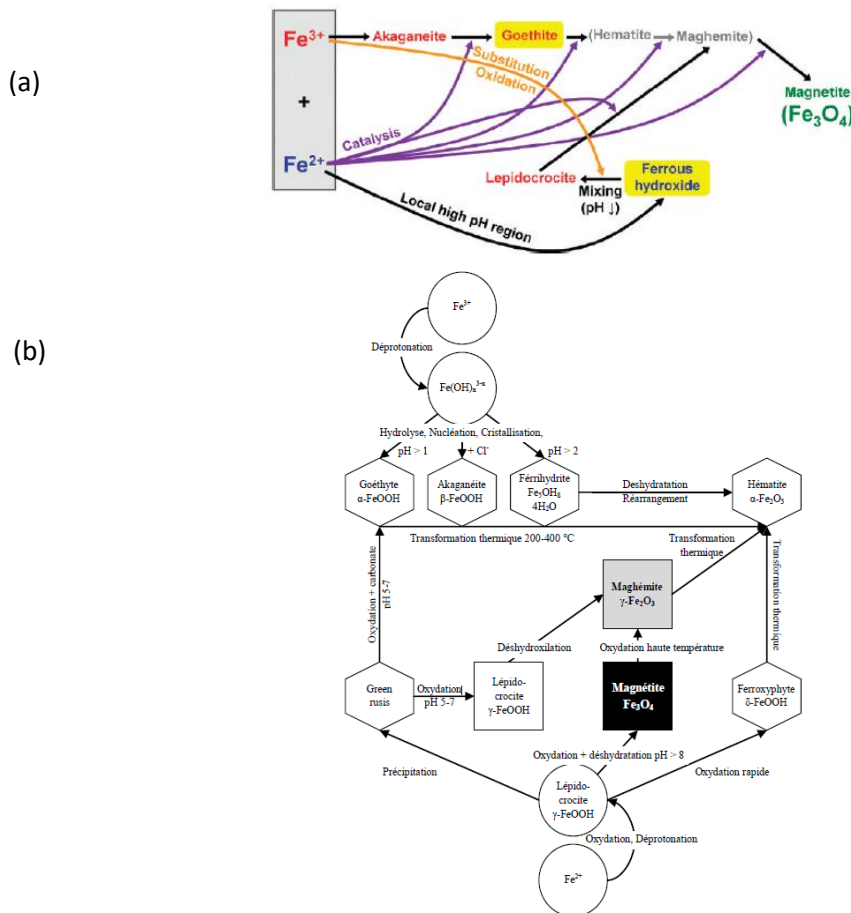 (a)
Fe3+
+
Fe2+
Akaganeite
Goethite
(Hematite
Maghemite)
Magnetite
(Fe3O4)
Substitution
Oxidation
Catalysis
Lepidocrocite
Mixing
(pH ↓)
Ferrous
hydroxide
Local high pH region
(b)
Fe3+
Déprotonation
Fe(OH)x3-x
Hydrolyse, Nucléation, Cristallisation,
pH > 1
+ Cl-
pH > 2
Goéthyte
α-FeOOH
Akaganéite
β-FeOOH
Férrihydrite
Fe5OH8
4H2O
Deshydratation
Réarrangement
Hématite
α-Fe2O3
Transformation thermique 200-400 °C
Transformation
thermique
Oxydation + carbonate
pH 5-7
Transformation thermique
Maghémite
γ-Fe2O3
Déshydroxilation
Oxydation haute température
Green
rusis
Oxydation
pH 5-7
Lépido-
crocite
γ-FeOOH
Magnétite
Fe3O4
Ferroxyphyte
δ-FeOOH
Oxydation + déshydratation pH > 8
Précipitation
Oxydation rapide
Lépido-
crocite
γ-FeOOH
Oxydation, Déprotonation
Fe2+